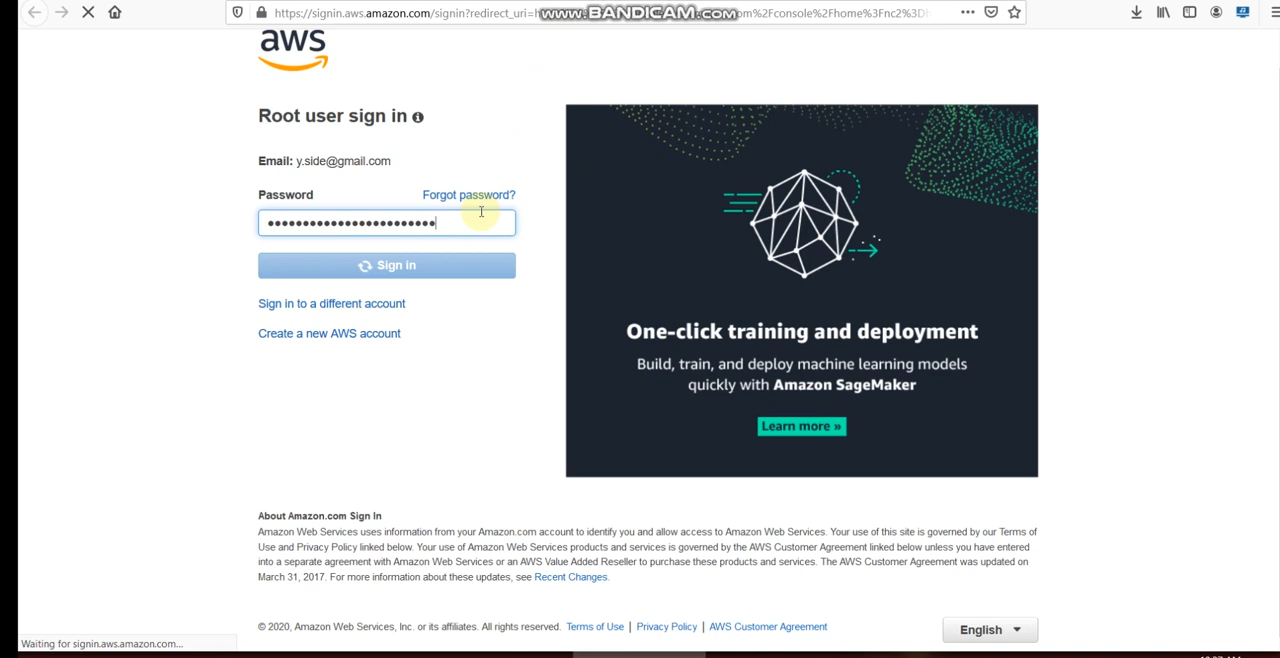 https://signin.aws.amazon.com/signin?redirect_uri=h
www.BANDICAM.com
om%2Fconsole%2Fhome%3Fnc2%3D
aws
Root user sign in
Email: y.side@gmail.com
Password Forgot password?
Sign in
Sign in to a different account
Create a new AWS account
One-click training and deployment
Build, train, and deploy machine learning models
quickly with Amazon SageMaker
Learn more »
About Amazon.com Sign In
Amazon Web Services uses information from your Amazon.com account to identify you and allow access to Amazon Web Services. Your use of this site is governed by our Terms of
Use and Privacy Policy linked below. Your use of Amazon Web Services products and services is governed by the AWS Customer Agreement linked below unless you have entered
into a separate agreement with Amazon Web Services or an AWS Value Added Reseller to purchase these products and services. The AWS Customer Agreement was updated on
March 31, 2017. For more information about these updates, see Recent Changes.
© 2020, Amazon Web Services, Inc. or its affiliates. All rights reserved. Terms of Use | Privacy Policy | AWS Customer Agreement
English
Waiting for signin.aws.amazon.com...